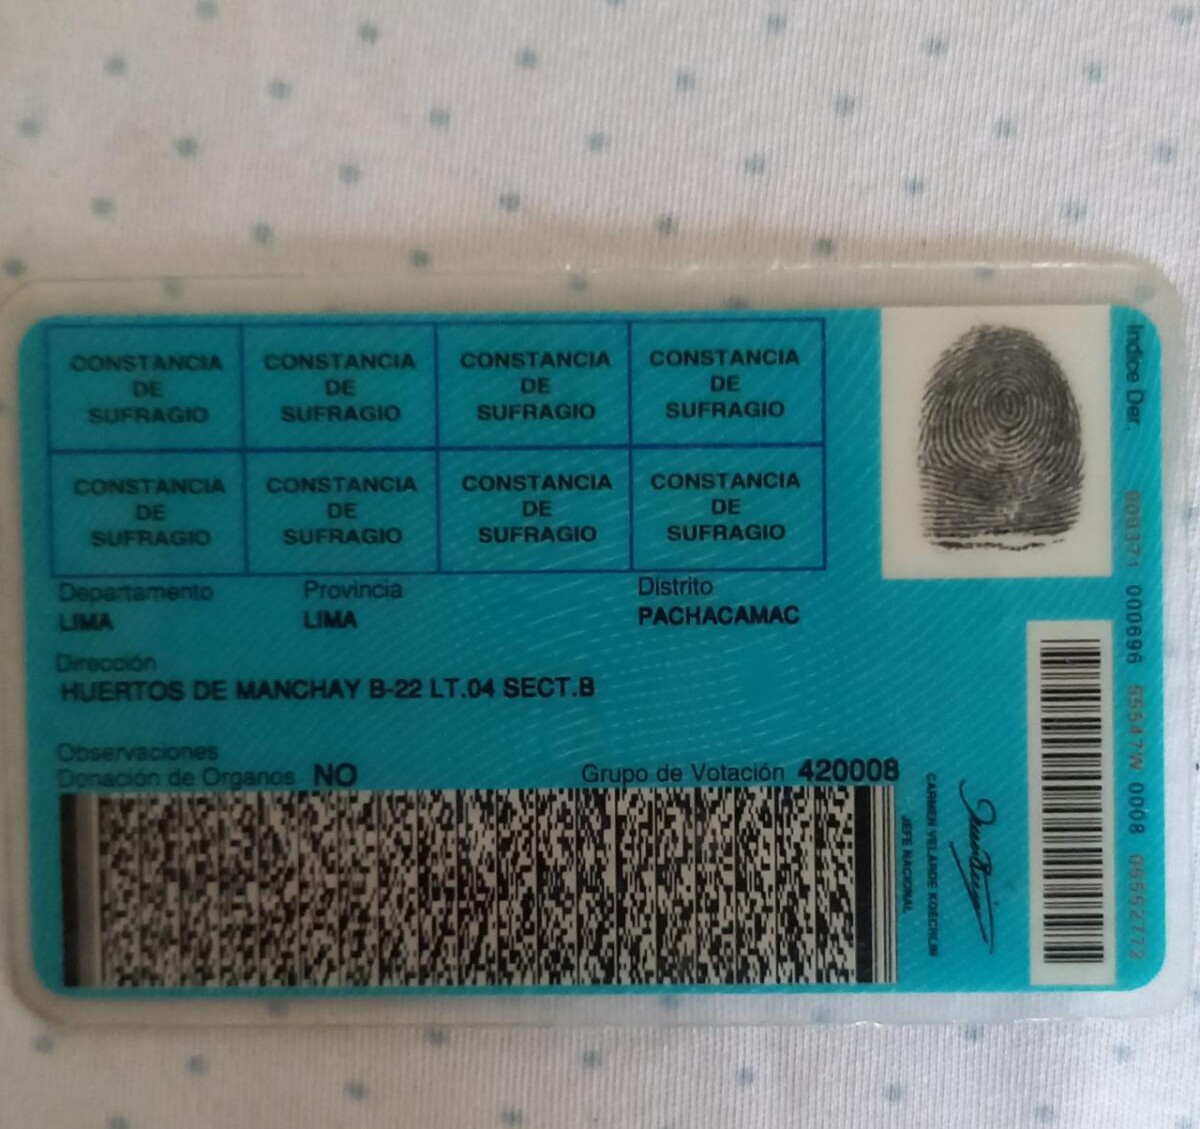 CONSTANCIA DE SUFRAGIO
CONSTANCIA DE SUFRAGIO
CONSTANCIA DE SUFRAGIO
CONSTANCIA DE SUFRAGIO
CONSTANCIA DE SUFRAGIO
CONSTANCIA DE SUFRAGIO
CONSTANCIA DE SUFRAGIO
CONSTANCIA DE SUFRAGIO
Departamento Provincia Distrito
LIMA LIMA PACHACAMAC
Dirección
HUERTOS DE MANCHAY B-22 LT.04 SECT.B
Observaciones
Donación de Organos NO Grupo de Votación 420008
CARMEN VELARDE KOECHLIN
JEFE NACIONAL
Indice Der
000696 0008